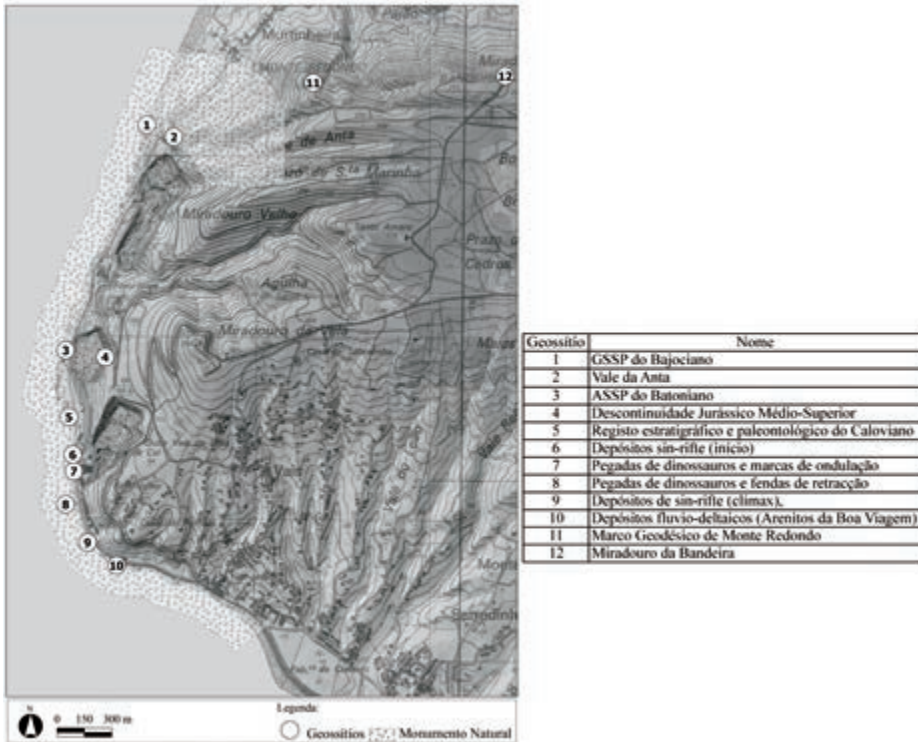 Murtinheira
11
12
1
2
de Anta
Marinha
Miradouro Velho
Prazo
Cedros
Agulha
Miradouro da Vela
3
4
5
6
7
8
9
10
Vale
N
0 150 300 m
Legenda:
Geossítios
Monumento Natural
Geossítio Nome
1 GSSP do Bajociano
2 Vale da Anta
3 ASSP do Batoniano
4 Descontinuidade Jurássico Médio-Superior
5 Registo estratigráfico e paleontológico do Caloviano
6 Depósitos sin-rifte (início)
7 Pegadas de dinossauros e marcas de ondulação
8 Pegadas de dinossauros e fendas de retracção
9 Depósitos de sin-rifte (clímax),
10 Depósitos fluvio-deltaicos (Arenitos da Boa Viagem)
11 Marco Geodésico de Monte Redondo
12 Miradouro da Bandeira